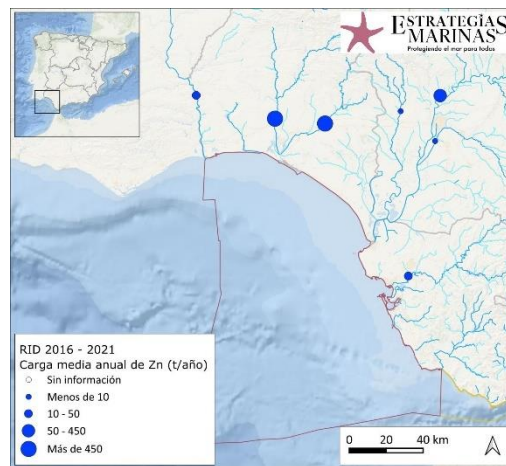 ESTRATEGIAS
MARINAS
Protegiendo el mar para todos
RID 2016 - 2021
Carga media anual de Zn (t/año)
Sin información
Menos de 10
10 - 50
50 - 450
Más de 450
0 20 40 km